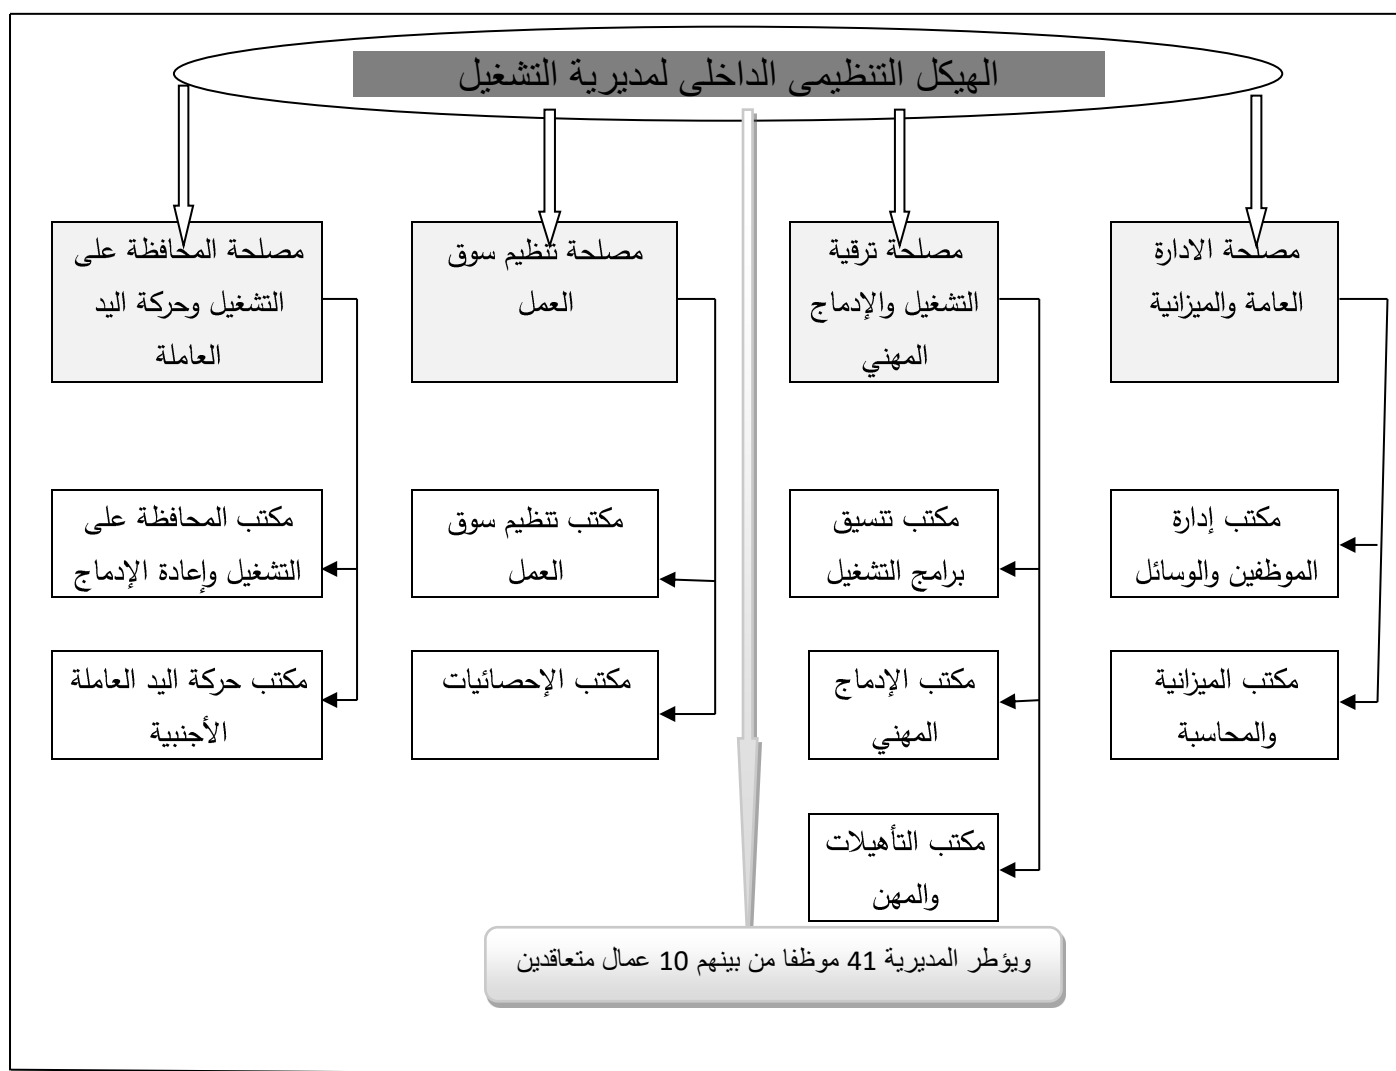 الهيكل التنظيمى الداخلى لمديرية التشغيل
مصلحة الادارة
العامة والميزانية
مصلحة ترقية
التشغيل والإدماج
المهني
مصلحة تنظيم سوق
العمل
مصلحة المحافظة على
التشغيل وحركة اليد
العاملة
مكتب إدارة
الموظفين والوسائل
مكتب تنسيق
برامج التشغيل
مكتب تنظيم سوق
العمل
مكتب المحافظة على
التشغيل وإعادة الإدماج
مكتب الميزانية
والمحاسبة
مكتب الإدماج
المهني
مكتب الإحصائيات
مكتب حركة اليد العاملة
الأجنبية
مكتب التأهيلات
والمهن
ويؤطر المديرية 41 موظفا من بينهم 10 عمال متعاقدين